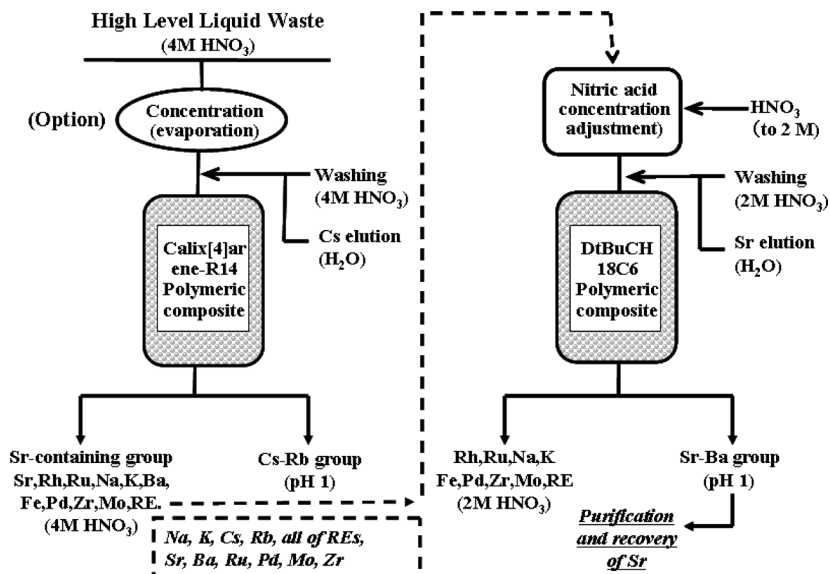 High Level Liquid Waste
(4M HNO3)
(Option)
Concentration
(evaporation)
Washing
(4M HNO3)
Cs elution
(H2O)
Calix[4]ar
ene-R14
Polymeric
composite
Sr-containing group
Sr,Rh,Ru,Na,K,Ba,
Fe,Pd,Zr,Mo,RE.
(4M HNO3)
Cs-Rb group
(pH 1)
Na, K, Cs, Rb, all of REs,
Sr, Ba, Ru, Pd, Mo, Zr
Nitric acid
concentration
adjustment)
HNO3
(to 2 M)
Washing
(2M HNO3)
Sr elution
(H2O)
DtBuCH
18C6
Polymeric
composite
Rh,Ru,Na,K
Fe,Pd,Zr,Mo,RE
(2M HNO3)
Sr-Ba group
(pH 1)
Purification
and recovery
of Sr